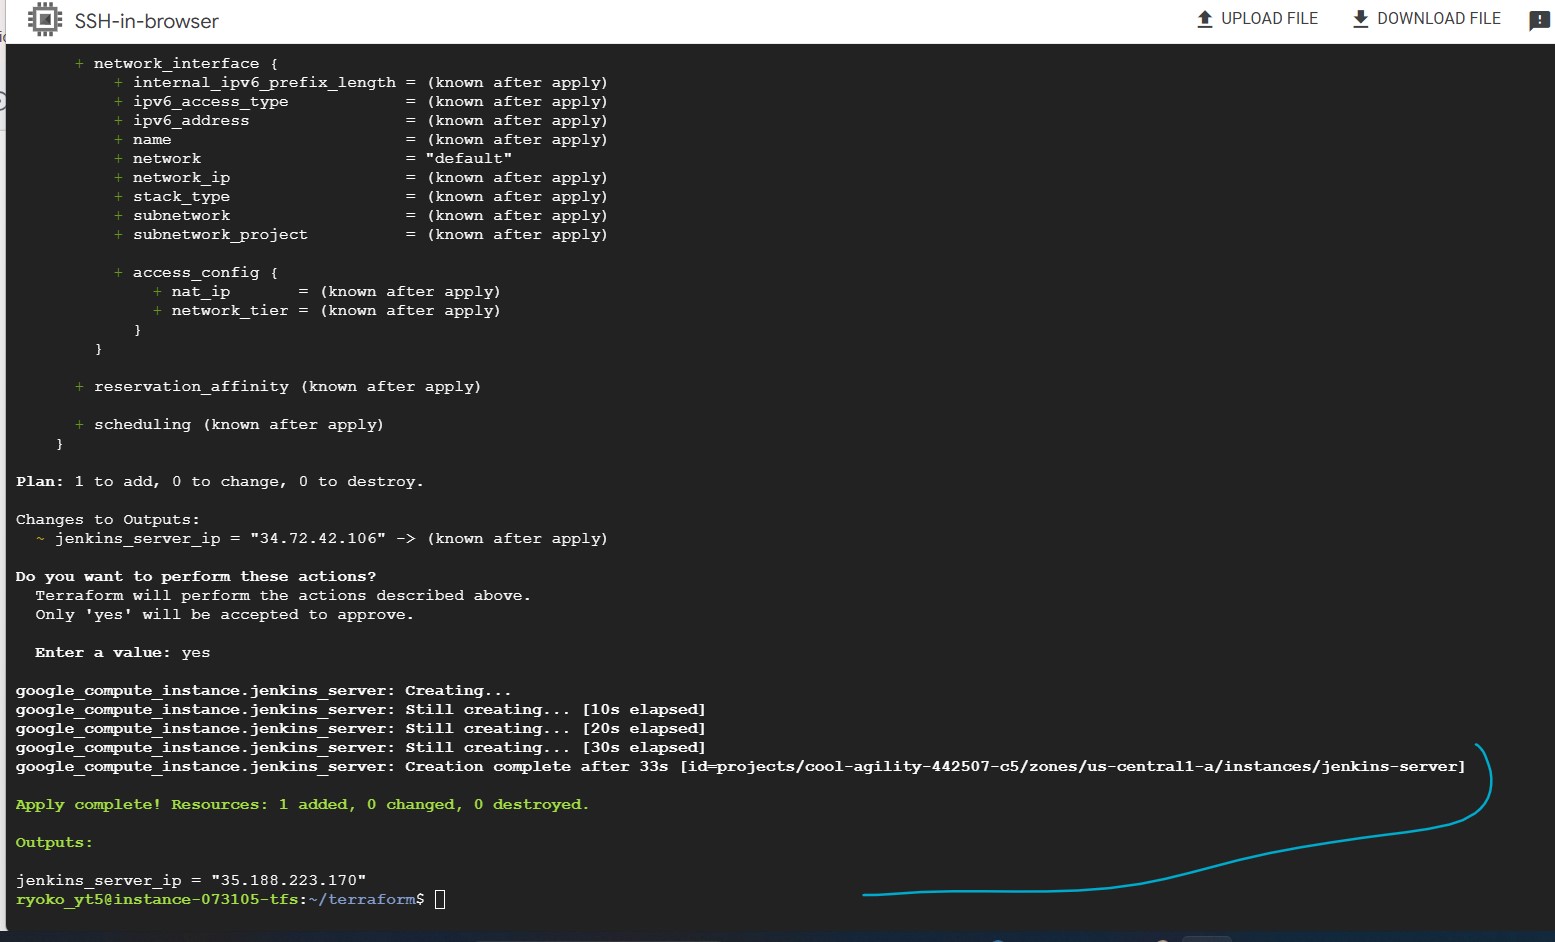 SSH-in-browser
UPLOAD FILE
DOWNLOAD FILE
+ network_interface {
+ internal_ipv6_prefix_length = (known after apply)
+ ipv6_access_type = (known after apply)
+ ipv6_address = (known after apply)
+ name = (known after apply)
+ network = "default"
+ network_ip = (known after apply)
+ stack_type = (known after apply)
+ subnetwork = (known after apply)
+ subnetwork_project = (known after apply)
+ access_config {
+ nat_ip = (known after apply)
+ network_tier = (known after apply)
}
}
+ reservation_affinity (known after apply)
+ scheduling (known after apply)
}
Plan: 1 to add, 0 to change, 0 to destroy.
Changes to Outputs:
~ jenkins_server_ip = "34.72.42.106" -> (known after apply)
Do you want to perform these actions?
Terraform will perform the actions described above.
Only 'yes' will be accepted to approve.
Enter a value: yes
google_compute_instance.jenkins_server: Creating...
google_compute_instance.jenkins_server: Still creating... [10s elapsed]
google_compute_instance.jenkins_server: Still creating... [20s elapsed]
google_compute_instance.jenkins_server: Still creating... [30s elapsed]
google_compute_instance.jenkins_server: Creation complete after 33s [id=projects/cool-agility-442507-c5/zones/us-central1-a/instances/jenkins-server]
Apply complete! Resources: 1 added, 0 changed, 0 destroyed.
Outputs:
jenkins_server_ip = "35.188.223.170"
ryoko_yt5@instance-073105-tfs:~/terraform$